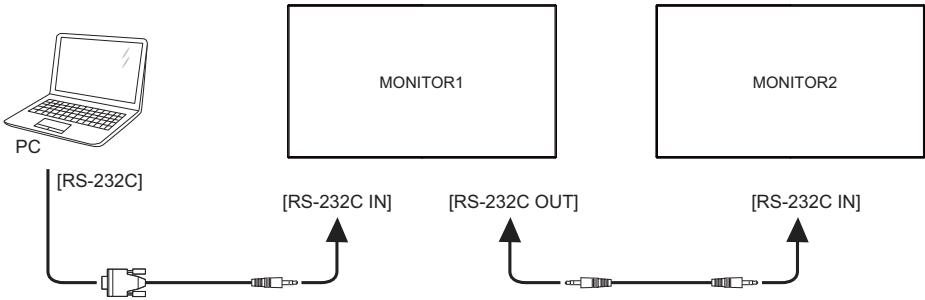 MONITOR1
MONITOR2
PC
[RS-232C]
[RS-232C IN]
[RS-232C OUT]
[RS-232C IN]